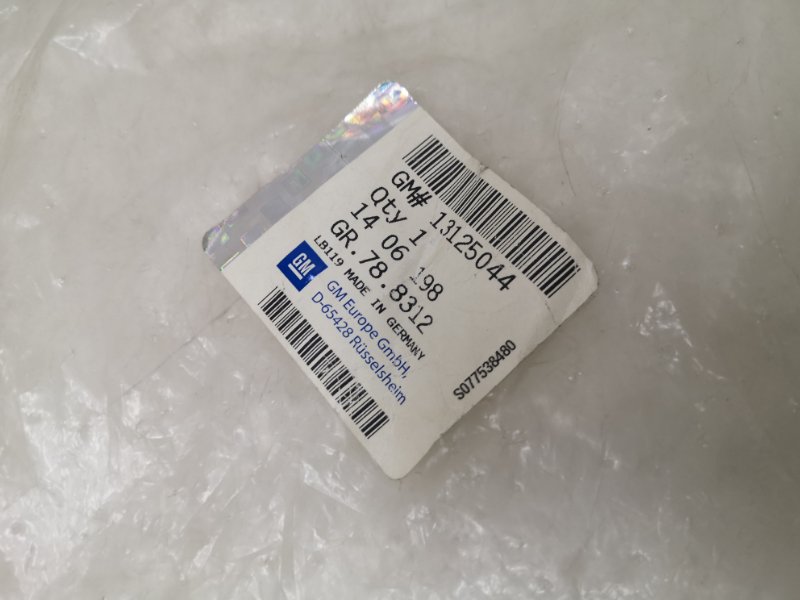 GM# 13125044
Qty 1
14 06 198
GR.78.8312
LB119 MADE IN GERMANY
GM
GM Europe GmbH,
D-65428 Rüsselsheim
S077538480